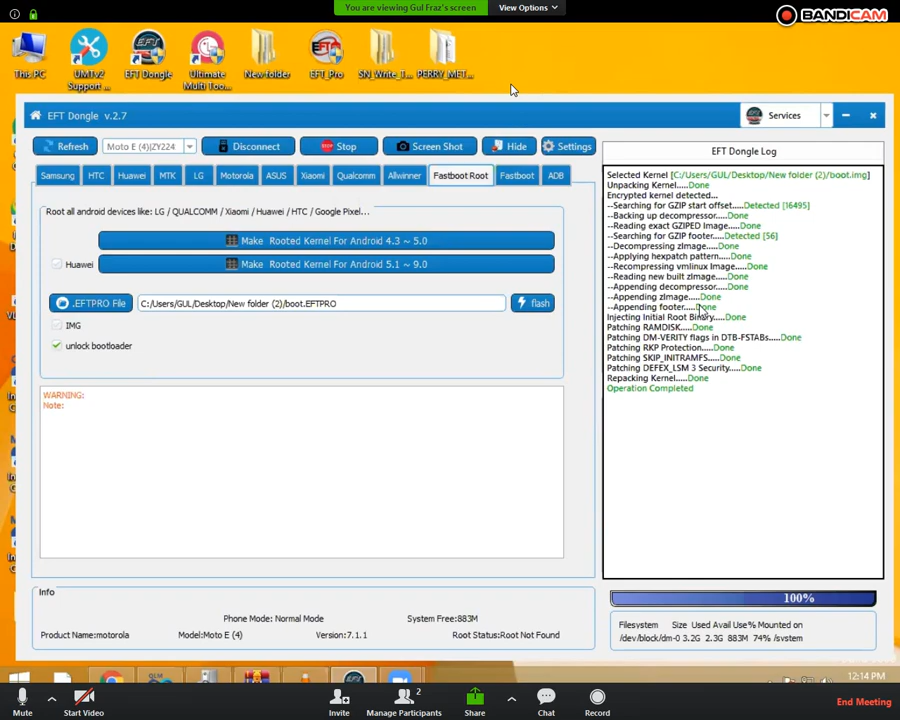 You are viewing Gul Fraz's screen
View Options
BANDICAM
This PC
UMTv2 Support ...
EFT Dongle
Ultimate Multi Too...
New folder
EFT_Pro
SN_Write_T...
PERRY_MET...
EFT Dongle v.2.7
Services
Refresh
Moto E (4)|ZY224
Disconnect
Stop
Screen Shot
Hide
Settings
Samsung
HTC
Huawei
MTK
LG
Motorola
ASUS
Xiaomi
Qualcomm
Allwinner
Fastboot Root
Fastboot
ADB
Root all android devices like: LG / QUALCOMM / Xiaomi / Huawei / HTC / Google Pixel...
Make Rooted Kernel For Android 4.3 ~ 5.0
Huawei
Make Rooted Kernel For Android 5.1 ~ 9.0
.EFTPRO File
C:/Users/GUL/Desktop/New folder (2)/boot.EFTPRO
flash
IMG
unlock bootloader
WARNING:
Note:
EFT Dongle Log
Selected Kernel [C:/Users/GUL/Desktop/New folder (2)/boot.img]
Unpacking Kernel....Done
Encrypted kernel detected...
--Searching for GZIP start offset.....Detected [16495]
--Backing up decompressor.....Done
--Reading exact GZIPED Image.....Done
--Searching for GZIP footer.....Detected [56]
--Decompressing zImage.....Done
--Applying hexpatch pattern.....Done
--Recompressing vmlinux Image.....Done
--Reading new built zImage.....Done
--Appending decompressor.....Done
--Appending zImage.....Done
--Appending footer.....Done
Injecting Initial Root Binary.....Done
Patching RAMDISK.....Done
Patching DM-VERITY flags in DTB-FSTABs.....Done
Patching RKP Protection.....Done
Patching SKIP_INITRAMFS.....Done
Patching DEFEX_LSM 3 Security.....Done
Repacking Kernel.....Done
Operation Completed
Info
Phone Mode: Normal Mode
System Free:883M
Product Name:motorola
Model:Moto E (4)
Version:7.1.1
Root Status:Root Not Found
100%
Filesystem Size Used Avail Use% Mounted on
/dev/block/dm-0 3.2G 2.3G 883M 74% /system
12:14 PM
Mute
Start Video
Invite
2
Manage Participants
Share
Chat
Record
End Meeting